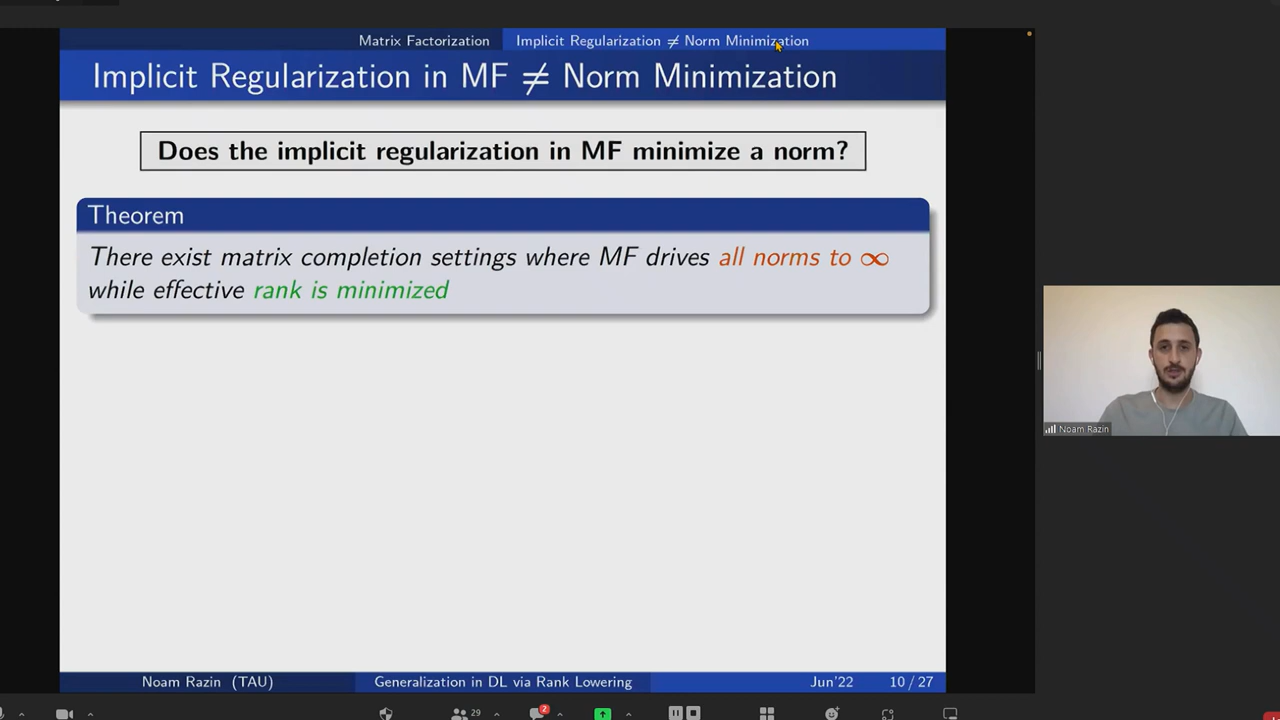 Matrix Factorization
Implicit Regularization ≠ Norm Minimization
Implicit Regularization in MF ≠ Norm Minimization
Does the implicit regularization in MF minimize a norm?
Theorem
There exist matrix completion settings where MF drives all norms to ∞
while effective rank is minimized
Noam Razin
Noam Razin (TAU)
Generalization in DL via Rank Lowering
Jun'22
10 / 27
29
2